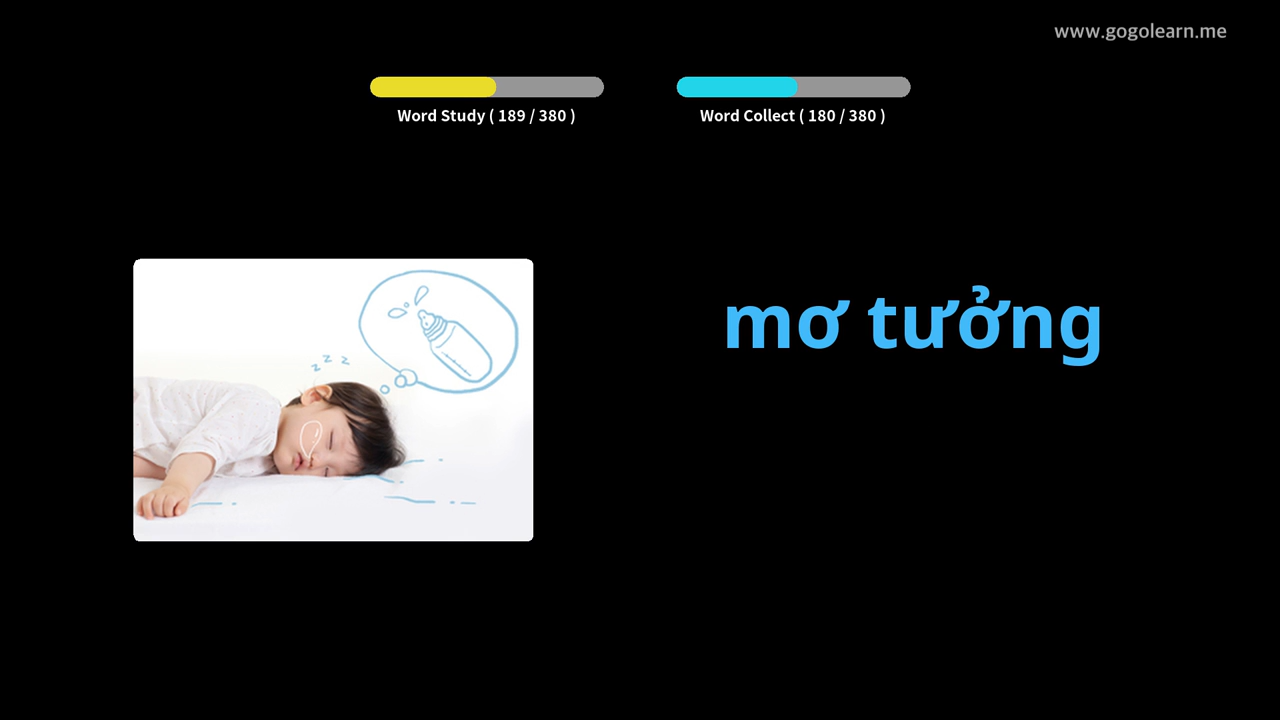 www.gogolearn.me
Word Study ( 189 / 380 )
Word Collect ( 180 / 380 )
z z z
mơ tưởng